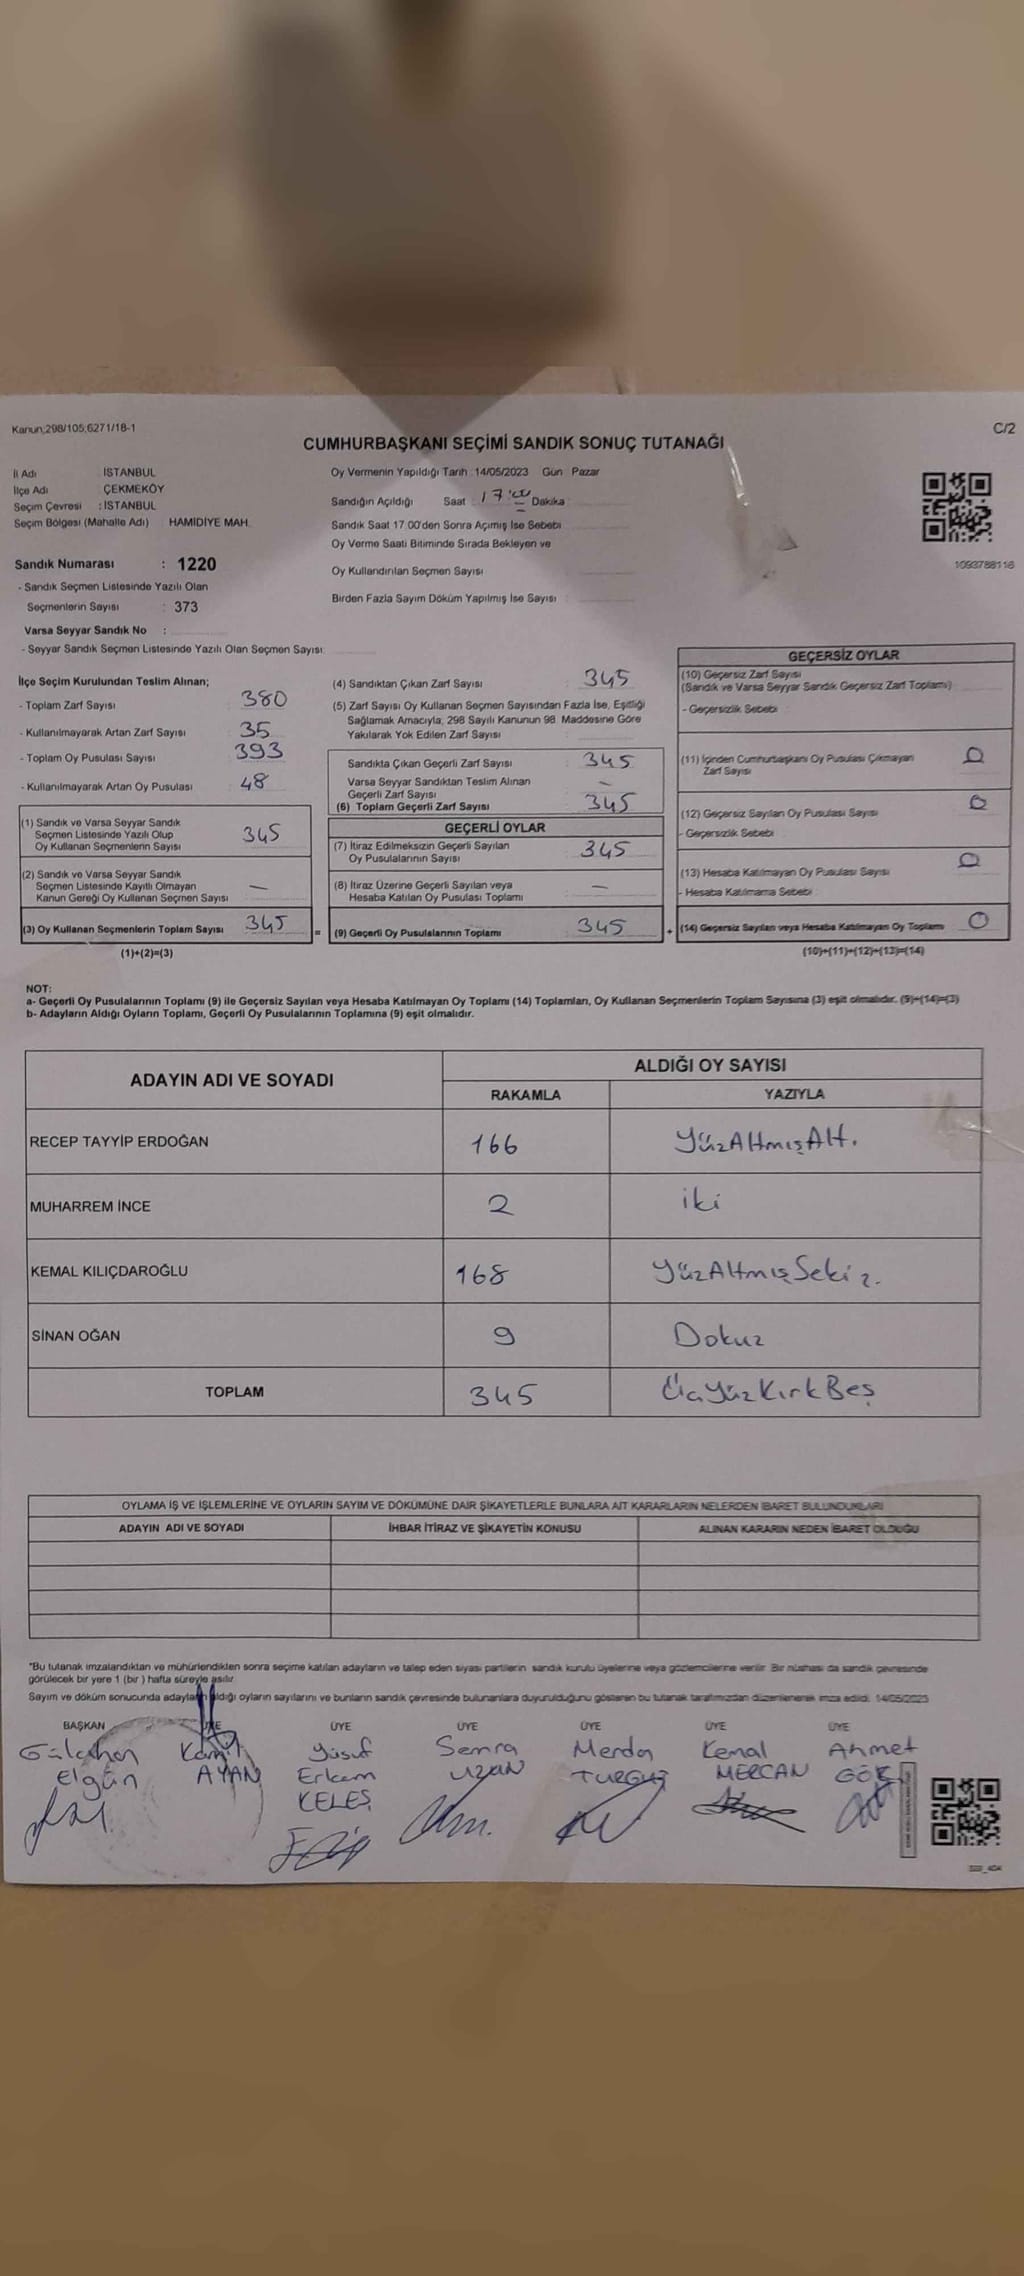 Kanun;298/105;6271/18-1
C/2
CUMHURBAŞKANI SEÇİMİ SANDIK SONUÇ TUTANAĞI
İl Adı : İSTANBUL
İlçe Adı : ÇEKMEKÖY
Seçim Çevresi : İSTANBUL
Seçim Bölgesi (Mahalle Adı) : HAMİDİYE MAH.
Sandık Numarası : 1220
- Sandık Seçmen Listesinde Yazılı Olan
Seçmenlerin Sayısı : 373
Varsa Seyyar Sandık No :
- Seyyar Sandık Seçmen Listesinde Yazılı Olan Seçmen Sayısı:
Oy Vermenin Yapıldığı Tarih : 14/05/2023 Gün : Pazar
Sandığın Açıldığı Saat : 17:00 Dakika :
Sandık Saat 17.00'den Sonra Açımış İse Sebebi
Oy Verme Saati Bitiminde Sırada Bekleyen ve
Oy Kullandırılan Seçmen Sayısı
Birden Fazla Sayım Döküm Yapılmış İse Sayısı :
1093788116
İlçe Seçim Kurulundan Teslim Alınan;
- Toplam Zarf Sayısı : 380
- Kullanılmayarak Artan Zarf Sayısı : 35
- Toplam Oy Pusulası Sayısı : 393
- Kullanılmayarak Artan Oy Pusulası : 48
(1) Sandık ve Varsa Seyyar Sandık
Seçmen Listesinde Yazılı Olup
Oy Kullanan Seçmenlerin Sayısı : 345
(2) Sandık ve Varsa Seyyar Sandık
Seçmen Listesinde Kayıtlı Olmayan
Kanun Gereği Oy Kullanan Seçmen Sayısı : —
(3) Oy Kullanan Seçmenlerin Toplam Sayısı : 345
(1)+(2)=(3)
(4) Sandıktan Çıkan Zarf Sayısı : 345
(5) Zarf Sayısı Oy Kullanan Seçmen Sayısından Fazla İse, Eşitliği
Sağlamak Amacıyla; 298 Sayılı Kanunun 98. Maddesine Göre
Yakılarak Yok Edilen Zarf Sayısı :
Sandıkta Çıkan Geçerli Zarf Sayısı : 345
Varsa Seyyar Sandıktan Teslim Alınan
Geçerli Zarf Sayısı : —
(6) Toplam Geçerli Zarf Sayısı : 345
GEÇERLİ OYLAR
(7) İtiraz Edilmeksizin Geçerli Sayılan
Oy Pusulalarının Sayısı : 345
(8) İtiraz Üzerine Geçerli Sayılan veya
Hesaba Katılan Oy Pusulası Toplamı : —
= (9) Geçerli Oy Pusulalarının Toplamı : 345
GEÇERSİZ OYLAR
(10) Geçersiz Zarf Sayısı
(Sandık ve Varsa Seyyar Sandık Geçersiz Zarf Toplamı) :
- Geçersizlik Sebebi :
(11) İçinden Cumhurbaşkanı Oy Pusulası Çıkmayan
Zarf Sayısı : 0
(12) Geçersiz Sayılan Oy Pusulası Sayısı : 0
- Geçersizlik Sebebi :
(13) Hesaba Katılmayan Oy Pusulası Sayısı : 0
- Hesaba Katılmama Sebebi :
+ (14) Geçersiz Sayılan veya Hesaba Katılmayan Oy Toplamı : 0
(10)+(11)+(12)+(13)=(14)
NOT:
a- Geçerli Oy Pusulalarının Toplamı (9) ile Geçersiz Sayılan veya Hesaba Katılmayan Oy Toplamı (14) Toplamları, Oy Kullanan Seçmenlerin Toplam Sayısına (3) eşit olmalıdır. (9)+(14)=(3)
b- Adayların Aldığı Oyların Toplamı, Geçerli Oy Pusulalarının Toplamına (9) eşit olmalıdır.
ADAYIN ADI VE SOYADI ALDIĞI OY SAYISI
RAKAMLA YAZIYLA
RECEP TAYYİP ERDOĞAN 166 YüzAltmışAlt.
MUHARREM İNCE 2 iki
KEMAL KILIÇDAROĞLU 168 YüzAltmışSekiz.
SİNAN OĞAN 9 Dokuz
TOPLAM 345 ÜçYüzKırkBeş
OYLAMA İŞ VE İŞLEMLERİNE VE OYLARIN SAYIM VE DÖKÜMÜNE DAİR ŞİKAYETLERLE BUNLARA AİT KARARLARIN NELERDEN İBARET BULUNDUKLARI
ADAYIN ADI VE SOYADI İHBAR İTİRAZ VE ŞİKAYETİN KONUSU ALINAN KARARIN NEDEN İBARET OLDUĞU
*Bu tutanak imzalandıktan ve mühürlendikten sonra seçime katılan adayların ve talep eden siyasi partilerin sandık kurulu üyelerine veya gözlemcilerine verilir. Bir nüshası da sandık çevresinde
görülecek bir yere 1 (bir) hafta süreyle asılır.
Sayım ve döküm sonucunda adayların aldığı oyların sayılarını ve bunların sandık çevresinde bulunanlara duyurulduğunu gösteren bu tutanak tarafımızdan düzenlenerek imza edildi. 14/05/2023
BAŞKAN ÜYE ÜYE ÜYE ÜYE ÜYE ÜYE
Gülcihan Kamil Yusuf Semra Merdan Kemal Ahmet
Elgün AYAN Erkam UZUN TURGUT MERCAN GÖK
KELEŞ